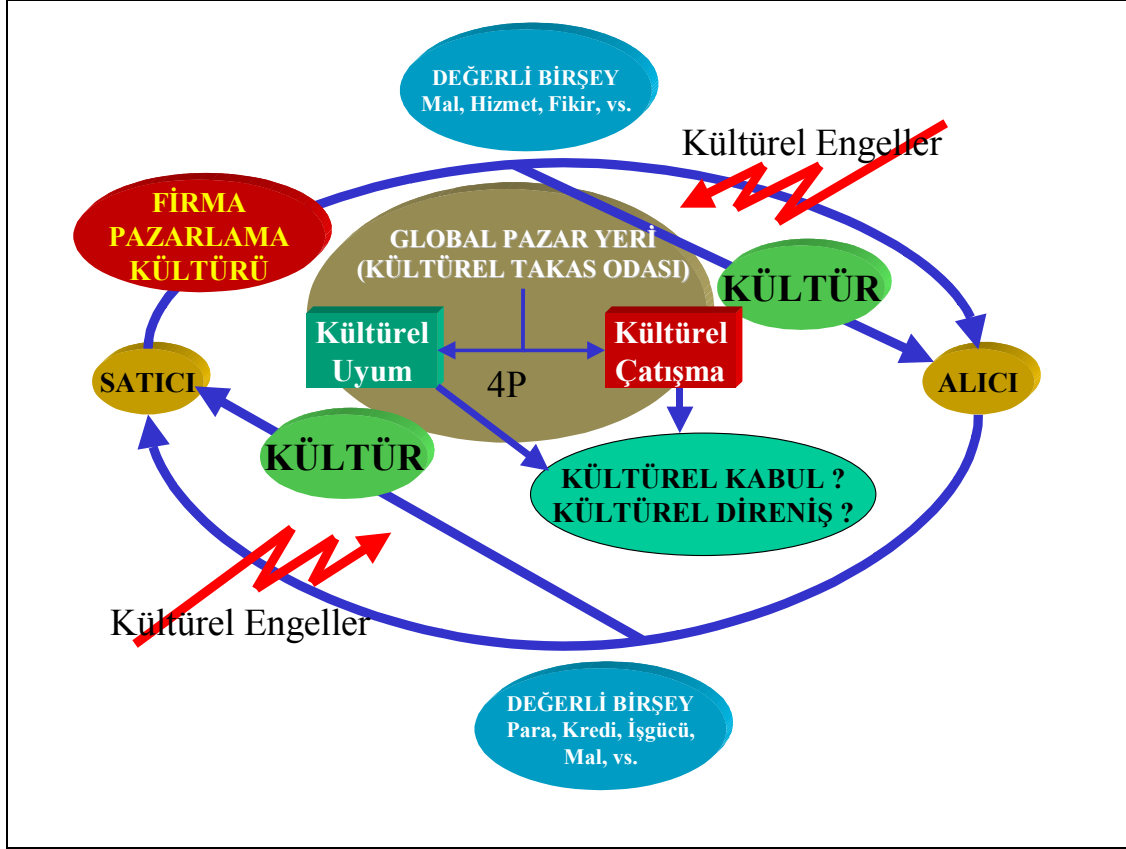 DEĞERLİ BİRŞEY
Mal, Hizmet, Fikir, vs.
Kültürel Engeller
FİRMA
PAZARLAMA
KÜLTÜRÜ
GLOBAL PAZAR YERİ
(KÜLTÜREL TAKAS ODASI)
KÜLTÜR
Kültürel
Uyum
Kültürel
Çatışma
4P
SATICI
ALICI
KÜLTÜR
KÜLTÜREL KABUL ?
KÜLTÜREL DİRENİŞ ?
Kültürel Engeller
DEĞERLİ BİRŞEY
Para, Kredi, İşgücü,
Mal, vs.